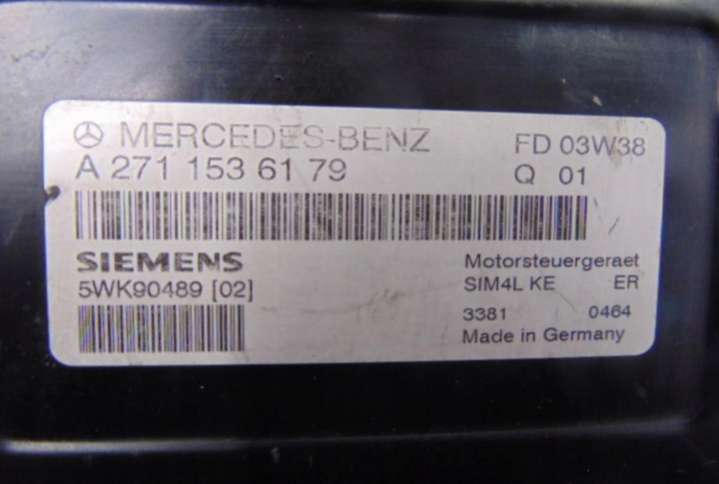 MERCEDES-BENZ FD 03W38
A 271 153 61 79 Q 01
SIEMENS Motorsteuergeraet
5WK90489 [02] SIM4L KE ER
3381 0464
Made in Germany